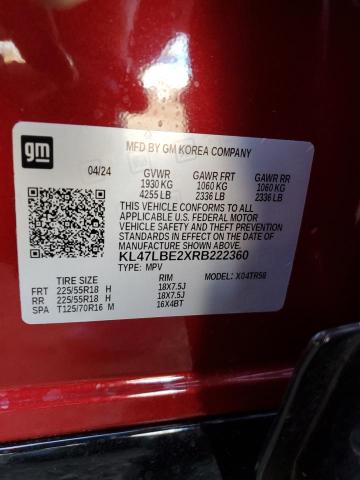 gm
MFD BY GM KOREA COMPANY
04/24 GVWR GAWR FRT GAWR RR
1930 KG 1060 KG 1060 KG
4255 LB 2336 LB 2336 LB
THIS VEHICLE CONFORMS TO ALL
APPLICABLE U.S. FEDERAL MOTOR
VEHICLE SAFETY AND THEFT PREVENTION
STANDARDS IN EFFECT ON THE DATE OF
MANUFACTURE SHOWN ABOVE.
KL47LBE2XRB222360
TYPE: MPV MODEL: X04TR58
TIRE SIZE RIM
FRT 225/55R18 H 18X7.5J
RR 225/55R18 H 18X7.5J
SPA T125/70R16 M 16X4BT